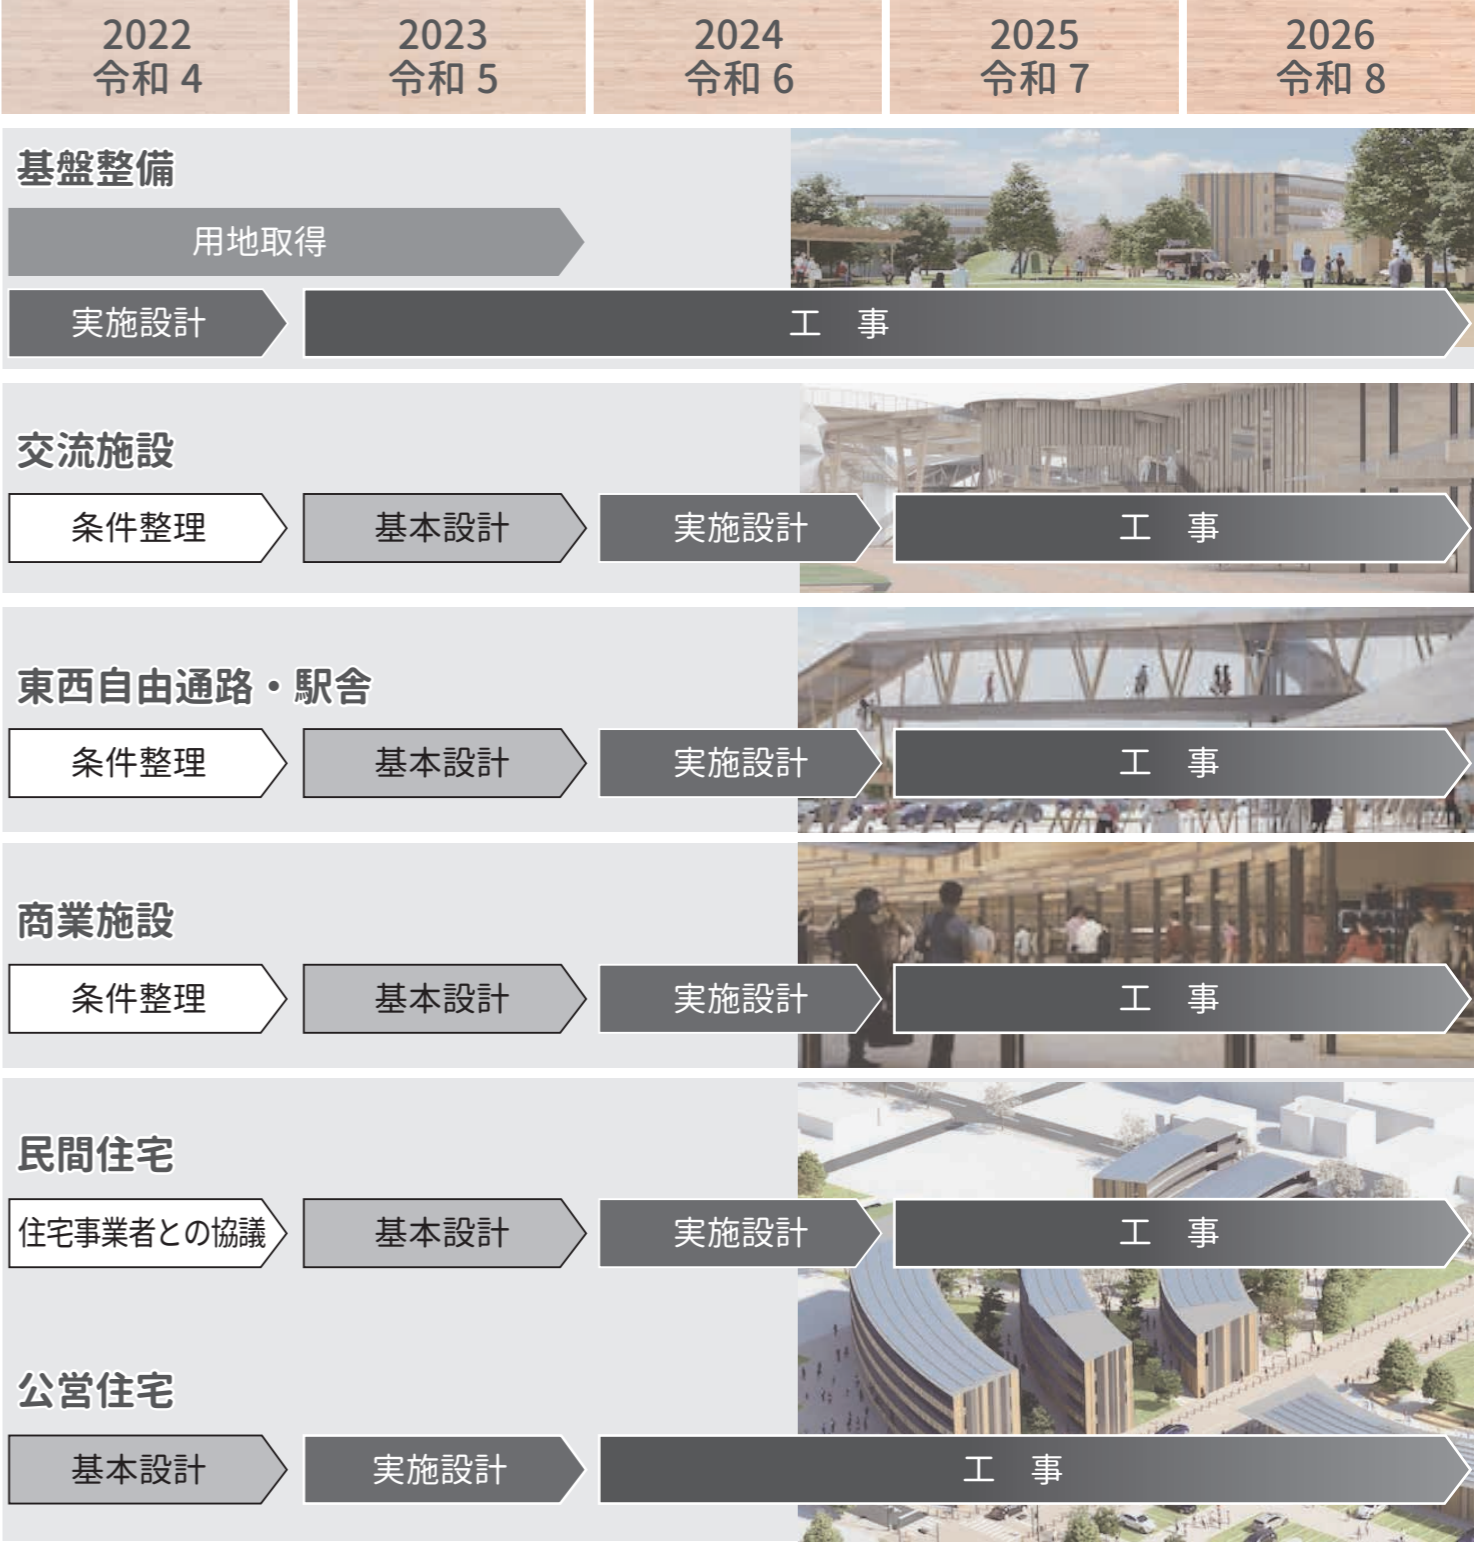 2022
令和 4
2023
令和 5
2024
令和 6
2025
令和 7
2026
令和 8
基盤整備
用地取得
実施設計
工 事
交流施設
条件整理
基本設計
実施設計
工 事
東西自由通路・駅舎
条件整理
基本設計
実施設計
工 事
商業施設
条件整理
基本設計
実施設計
工 事
民間住宅
住宅事業者との協議
基本設計
実施設計
工 事
公営住宅
基本設計
実施設計
工 事